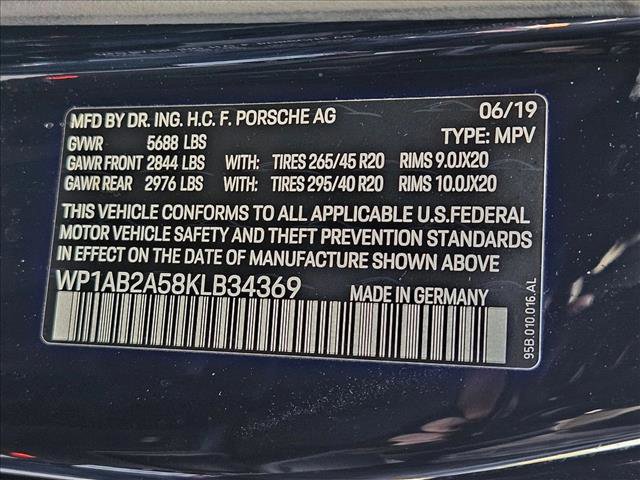 MFD BY DR. ING. H.C. F. PORSCHE AG 06/19
GVWR 5688 LBS TYPE: MPV
GAWR FRONT 2844 LBS WITH: TIRES 265/45 R20 RIMS 9.0JX20
GAWR REAR 2976 LBS WITH: TIRES 295/40 R20 RIMS 10.0JX20
THIS VEHICLE CONFORMS TO ALL APPLICABLE U.S.FEDERAL
MOTOR VEHICLE SAFETY AND THEFT PREVENTION STANDARDS
IN EFFECT ON THE DATE OF MANUFACTURE SHOWN ABOVE.
WP1AB2A58KLB34369 MADE IN GERMANY
95B.010.016.AL